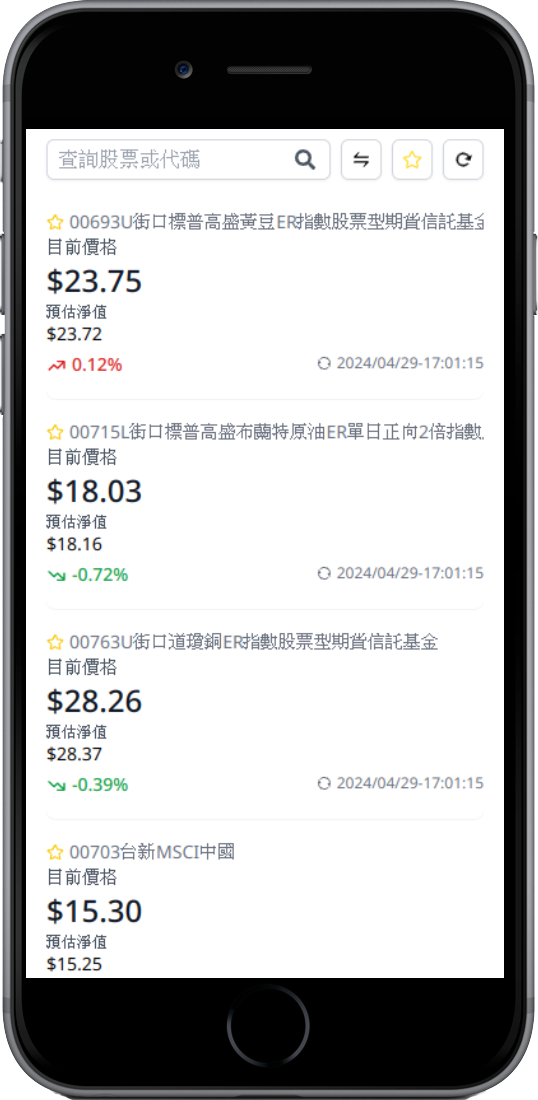 查詢股票或代碼
00693U街口標普高盛黃豆ER指數股票型期貨信託基金
目前價格
$23.75
預估淨值
$23.72
0.12%
2024/04/29-17:01:15
00715L街口標普高盛布蘭特原油ER單日正向2倍指數
目前價格
$18.03
預估淨值
$18.16
-0.72%
2024/04/29-17:01:15
00763U街口道瓊銅ER指數股票型期貨信託基金
目前價格
$28.26
預估淨值
$28.37
-0.39%
2024/04/29-17:01:15
00703台新MSCI中國
目前價格
$15.30
預估淨值
$15.25